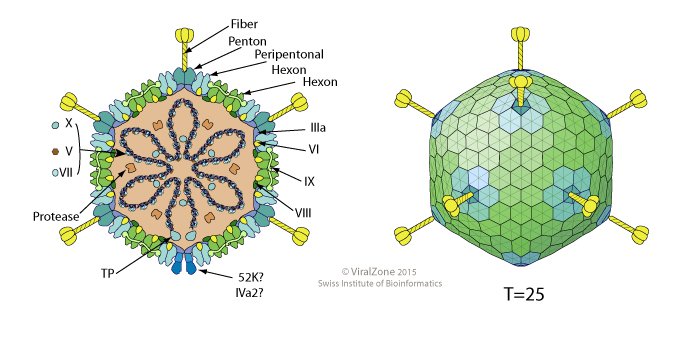 Fiber
Penton
Peripentonal
Hexon
Hexon
X
V
VII
Protease
TP
IIIa
VI
IX
VIII
52K?
IVa2?
© ViralZone 2015
Swiss Institute of Bioinformatics
T=25